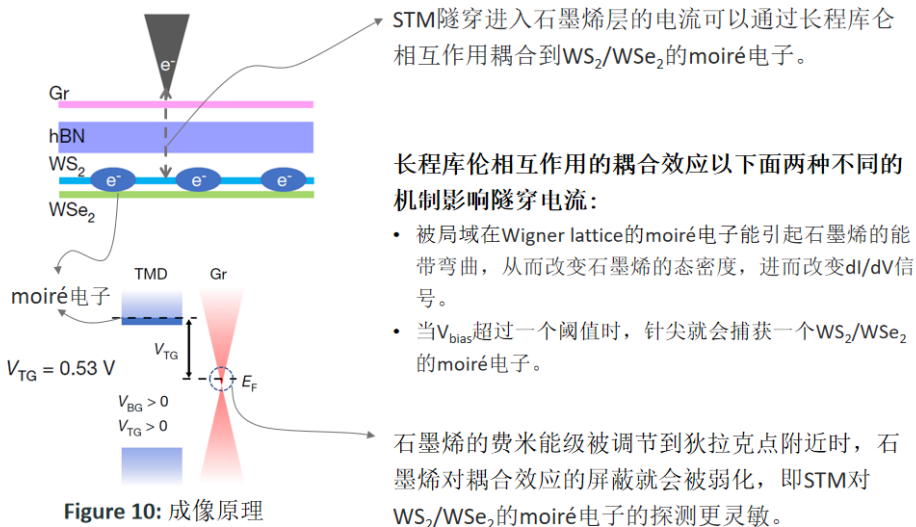 e⁻
Gr
hBN
WS₂
e⁻ e⁻ e⁻
WSe₂
moiré电子
TMD Gr
V_TG
V_TG = 0.53 V
E_F
V_BG > 0
V_TG > 0
Figure 10: 成像原理
STM隧穿进入石墨烯层的电流可以通过长程库仑
相互作用耦合到WS₂/WSe₂的moiré电子。
长程库仑相互作用的耦合效应以下面两种不同的
机制影响隧穿电流：
• 被局域在Wigner lattice的moiré电子能引起石墨烯的能
带弯曲，从而改变石墨烯的态密度，进而改变dI/dV信
号。
• 当V_bias超过一个阈值时，针尖就会捕获一个WS₂/WSe₂
的moiré电子。
石墨烯的费米能级被调节到狄拉克点附近时，石
墨烯对耦合效应的屏蔽就会被弱化，即STM对
WS₂/WSe₂的moiré电子的探测更灵敏。